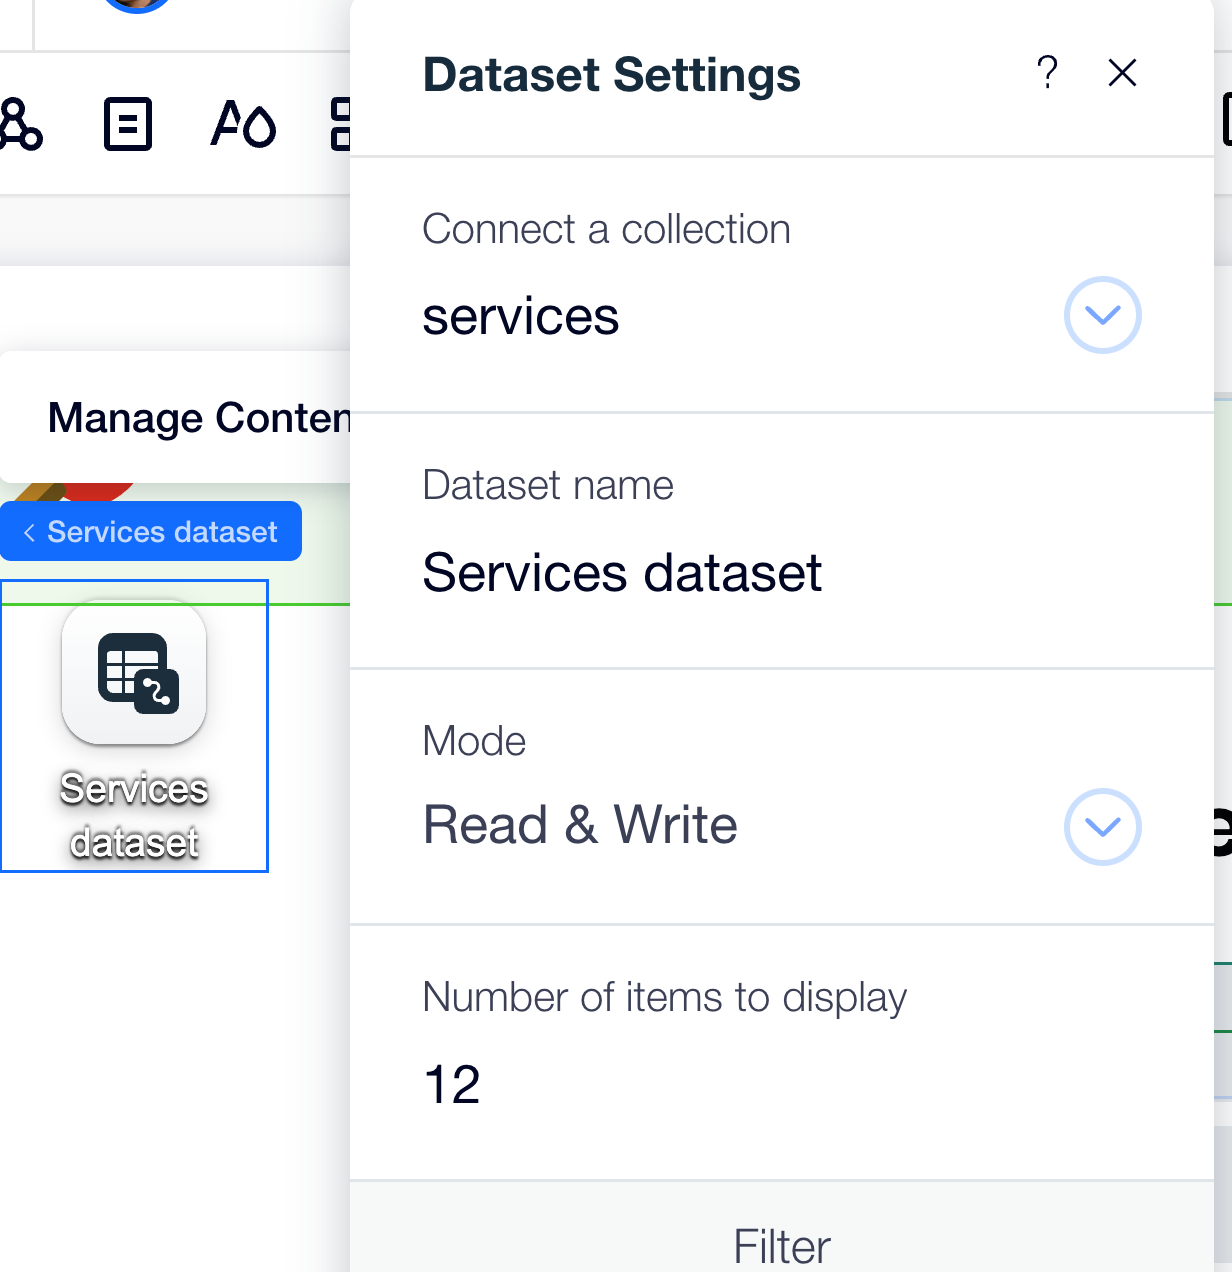 Dataset Settings
?
Connect a collection
services
Manage Conten
Dataset name
Services dataset
Services dataset
Services
dataset
Mode
Read & Write
Number of items to display
12
Filter